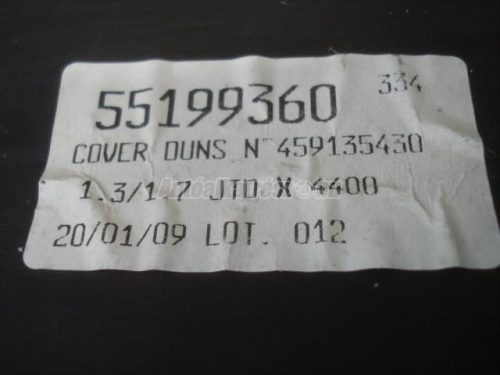 334
55199360
COVER DUNS N°459135430
1.3/1.7 JTD X 4400
20/01/09 LOT. 012